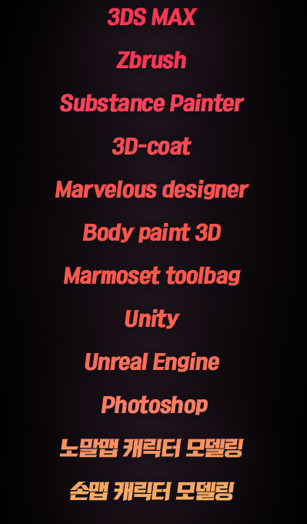 3DS MAX
Zbrush
Substance Painter
3D-coat
Marvelous designer
Body paint 3D
Marmoset toolbag
Unity
Unreal Engine
Photoshop
노말맵 캐릭터 모델링
손맵 캐릭터 모델링